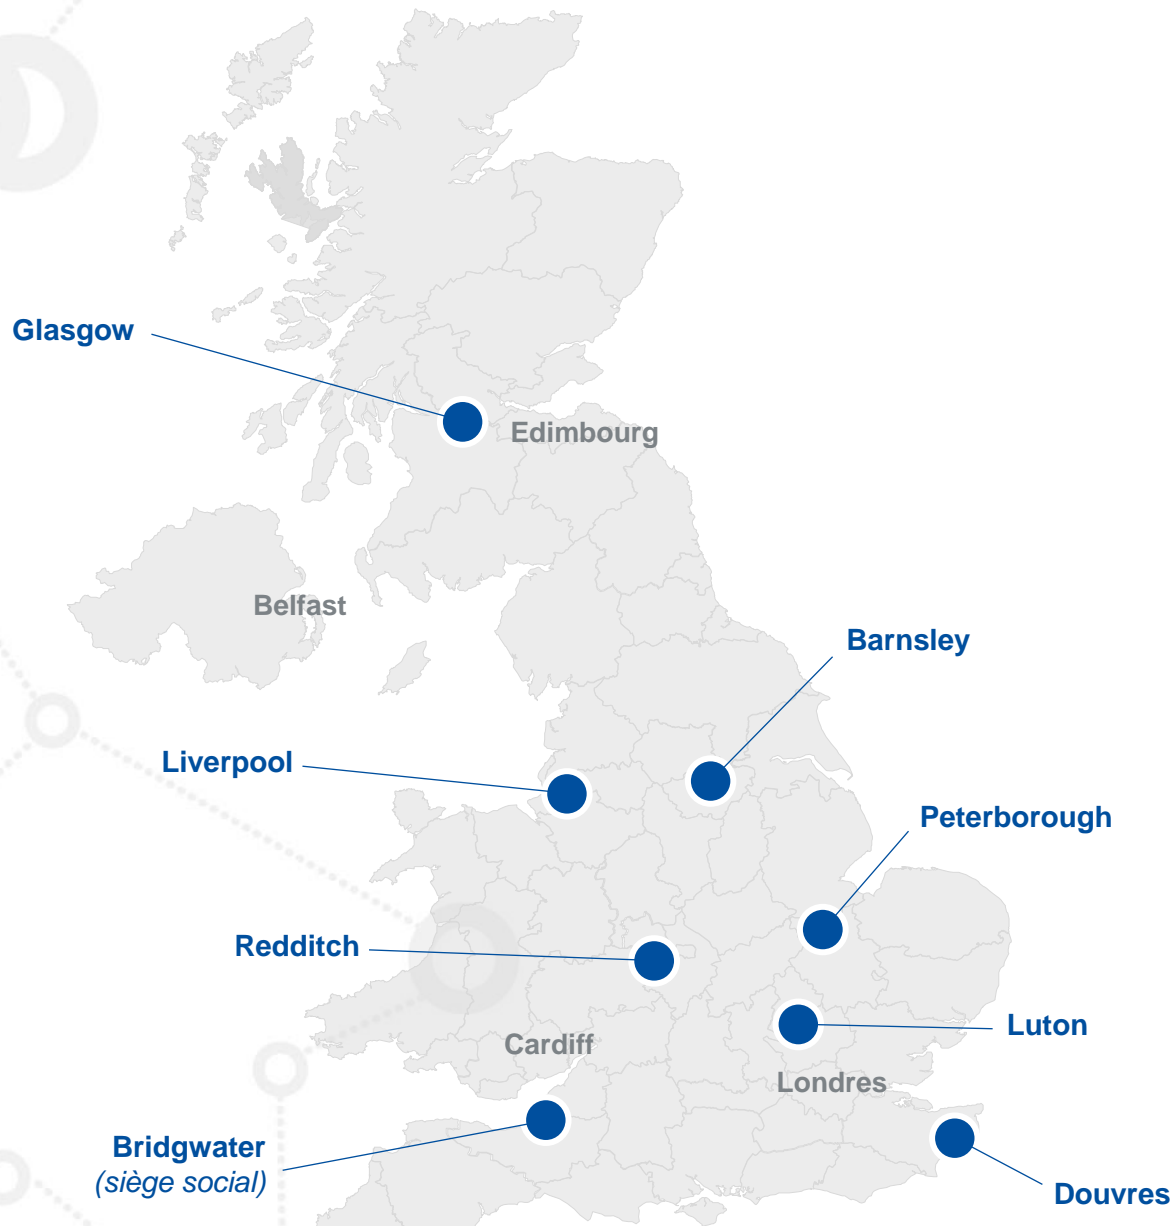 Glasgow
Edimbourg
Belfast
Barnsley
Liverpool
Peterborough
Redditch
Luton
Cardiff
Londres
Bridgwater
(siège social)
Douvres